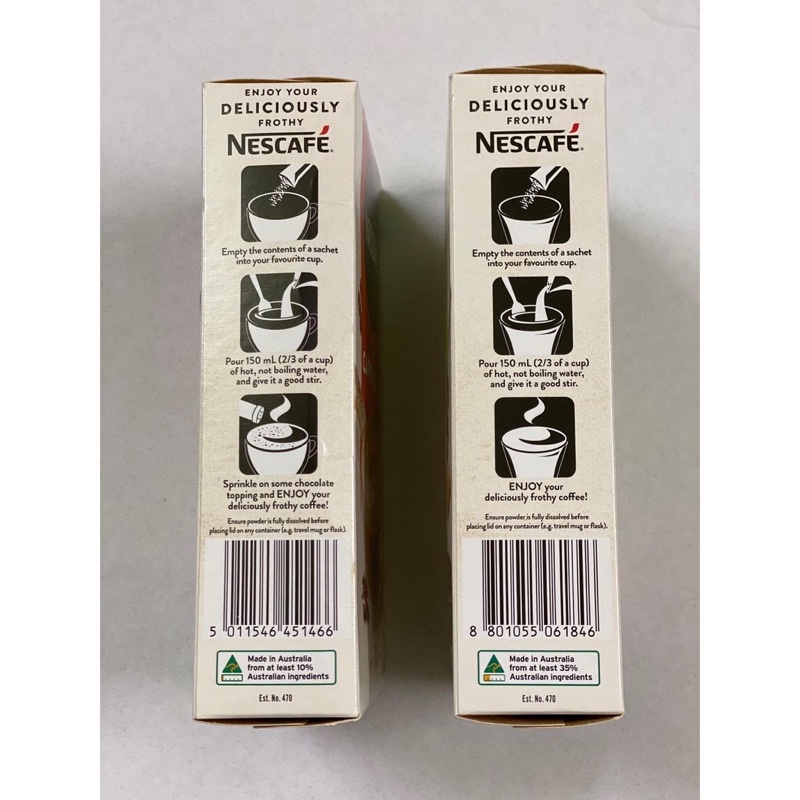 ENJOY YOUR
DELICIOUSLY
FROTHY
NESCAFÉ®
Empty the contents of a sachet
into your favourite cup.
Pour 150 mL (2/3 of a cup)
of hot, not boiling water,
and give it a good stir.
Sprinkle on some chocolate
topping and ENJOY your
deliciously frothy coffee!
Ensure powder is fully dissolved before
placing lid on any container (e.g. travel mug or flask).
5 011546 451466
Made in Australia
from at least 10%
Australian ingredients
Est. No. 470
ENJOY YOUR
DELICIOUSLY
FROTHY
NESCAFÉ®
Empty the contents of a sachet
into your favourite cup.
Pour 150 mL (2/3 of a cup)
of hot, not boiling water,
and give it a good stir.
ENJOY your
deliciously frothy coffee!
Ensure powder is fully dissolved before
placing lid on any container (e.g. travel mug or flask).
8 801055 061846
Made in Australia
from at least 35%
Australian ingredients
Est. No. 470